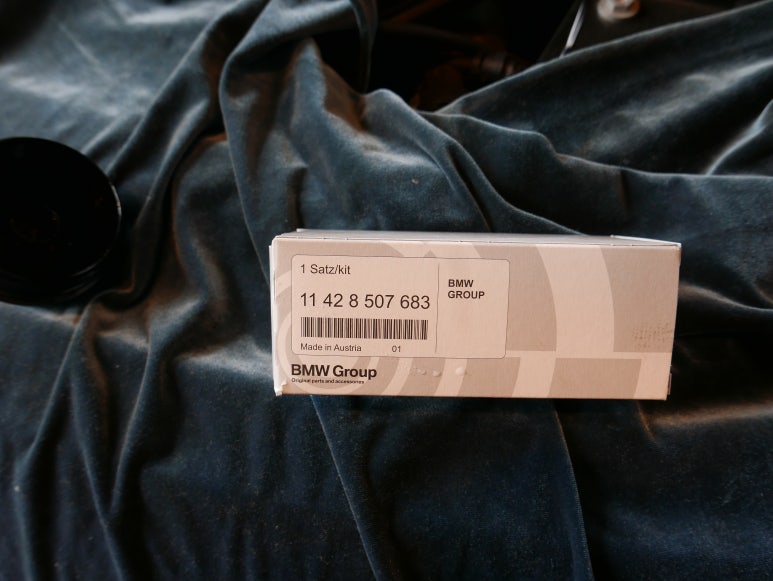 1 Satz/kit
11 42 8 507 683
Made in Austria 01
BMW
GROUP
BMW Group
Original parts and accessories